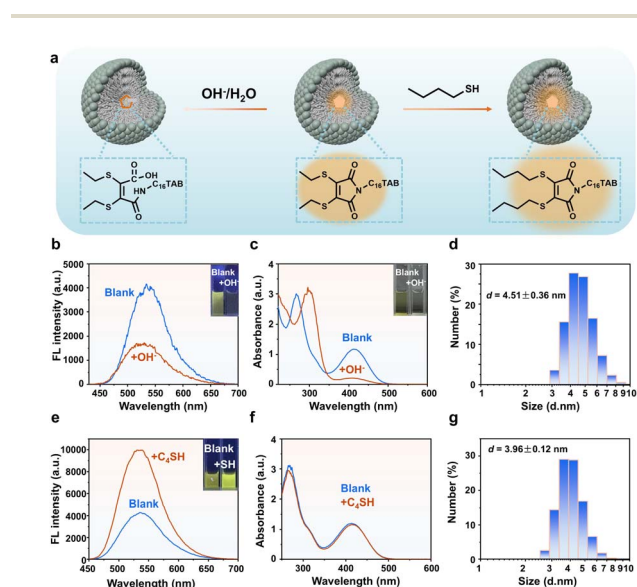 a
OH⁻/H₂O
SH
O
OH
S
HN
C₁₆TAB
S
O
O
S
N
C₁₆TAB
S
O
O
S
N
C₁₆TAB
S
O
b
FL intensity (a.u.)
5000
4000
3000
2000
1000
0
Blank
+OH⁻
Blank
+OH⁻
450 500 550 600 650 700
Wavelength (nm)
c
Absorbance (a.u.)
4
3
2
1
0
Blank
+OH⁻
Blank
+OH⁻
300 400 500 600
Wavelength (nm)
d
Number (%)
30
20
10
0
d = 4.51±0.36 nm
1 2 3 4 5 6 7 8 9 10
Size (d.nm)
e
FL intensity (a.u.)
10000
8000
6000
4000
2000
0
+C₄SH
Blank
Blank
+SH
450 500 550 600 650 700
Wavelength (nm)
f
Absorbance (a.u.)
4
3
2
1
0
Blank
+C₄SH
300 400 500 600
Wavelength (nm)
g
Number (%)
30
20
10
0
d = 3.96±0.12 nm
1 2 3 4 5 6 7 8 9 10
Size (d.nm)